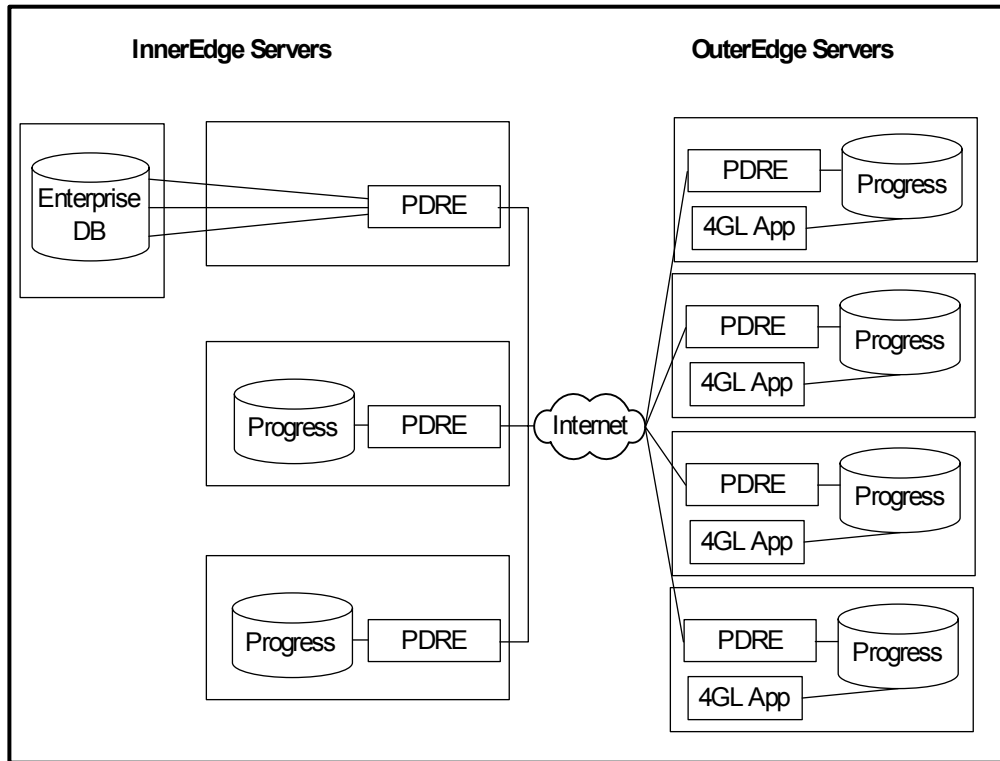 InnerEdge Servers
OuterEdge Servers
Enterprise
DB
PDRE
Progress
PDRE
Progress
PDRE
Internet
PDRE
Progress
4GL App
PDRE
Progress
4GL App
PDRE
Progress
4GL App
PDRE
Progress
4GL App